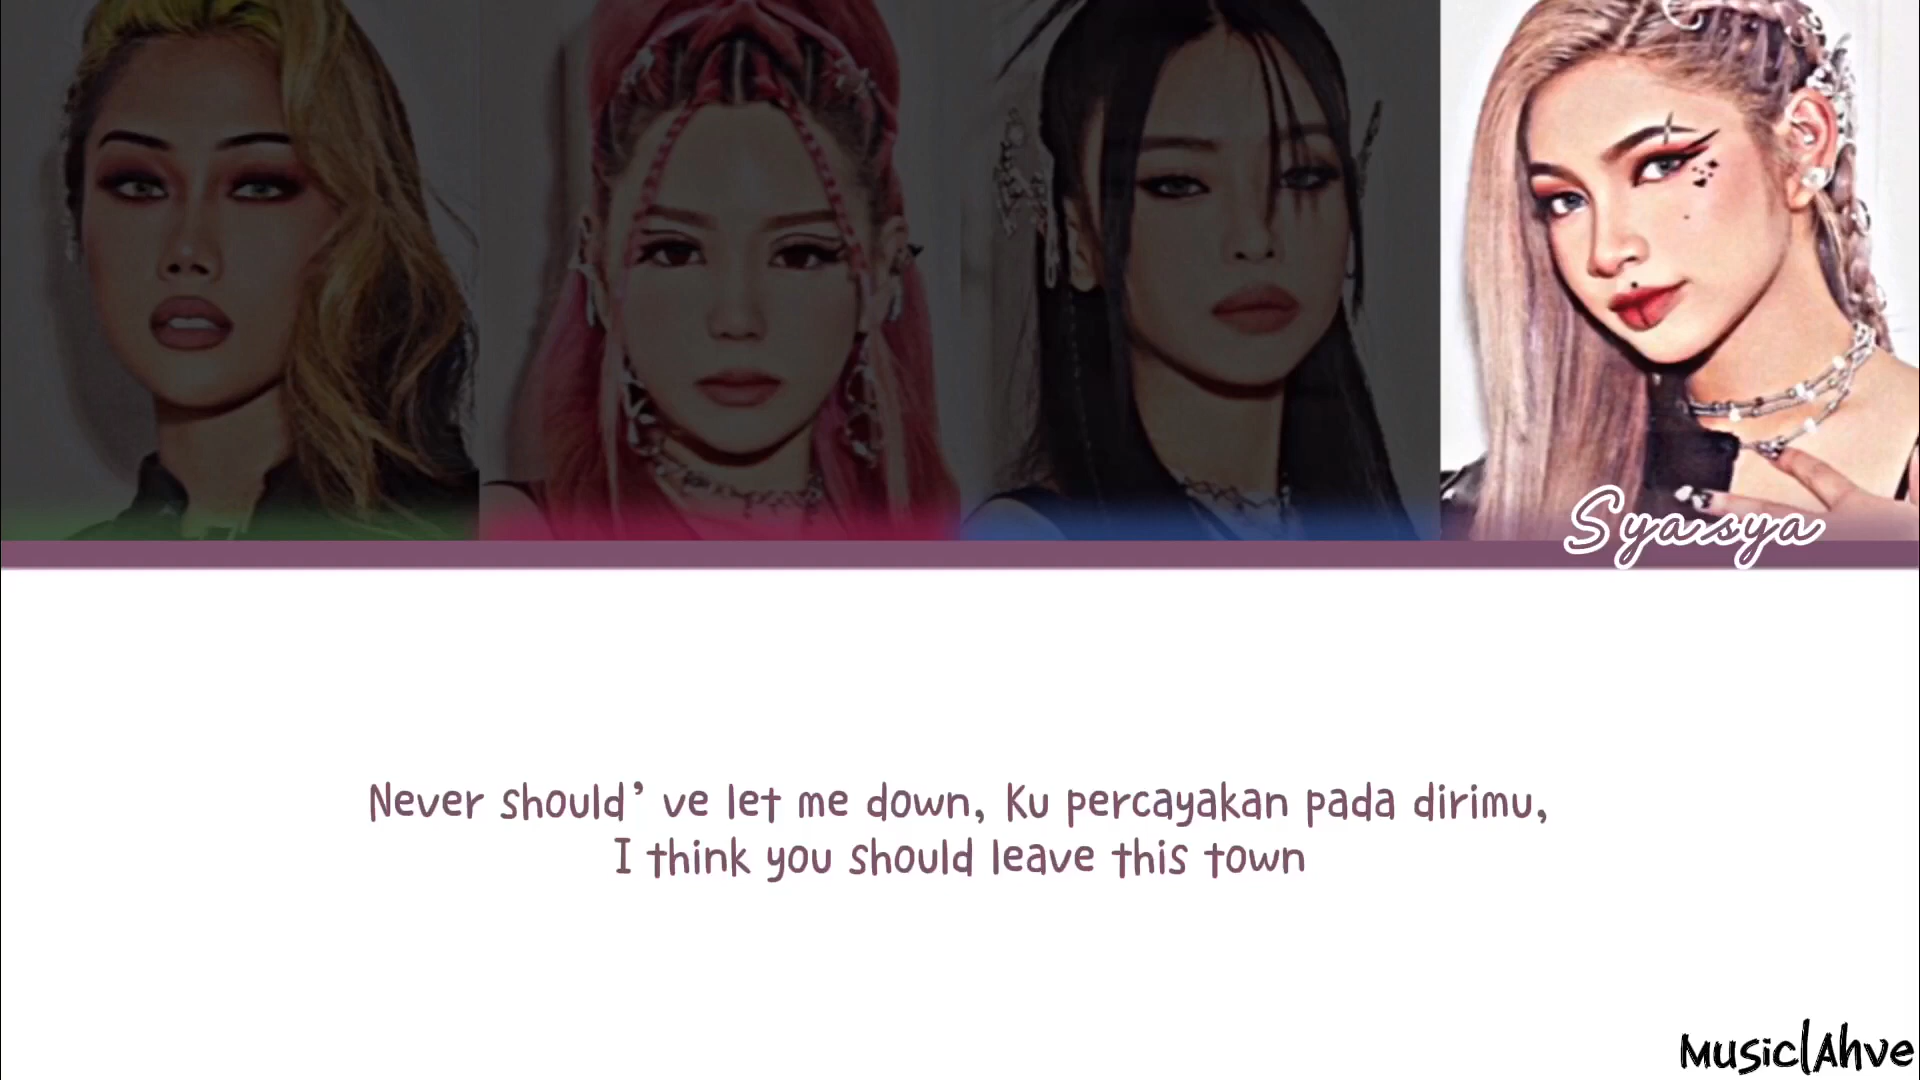 Syasya
Never should've let me down, Ku percayakan pada dirimu,
I think you should leave this town
Music|Ahve